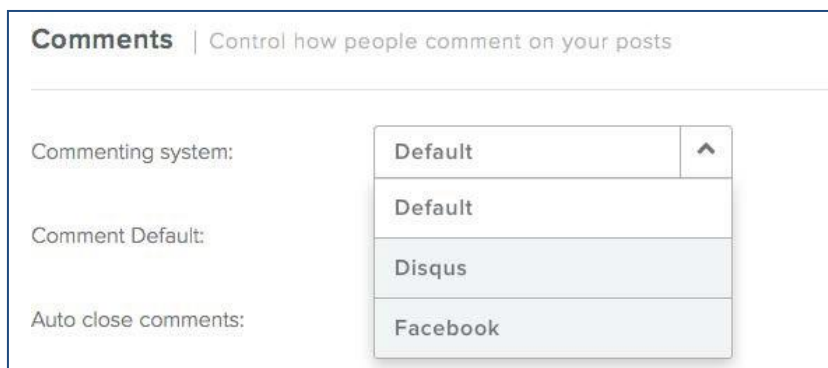 Comments | Control how people comment on your posts
Commenting system:
Default
Default
Comment Default:
Disqus
Auto close comments:
Facebook